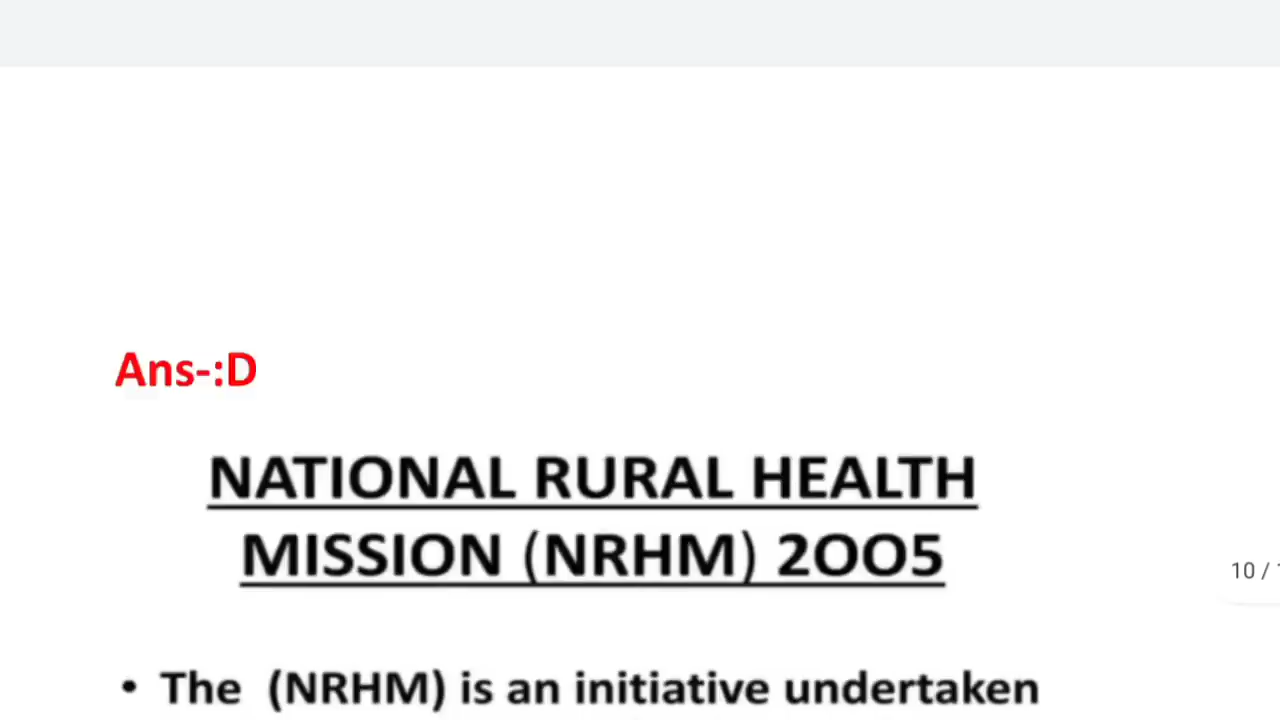 Ans-:D
NATIONAL RURAL HEALTH
MISSION (NRHM) 2OO5
10 /
• The (NRHM) is an initiative undertaken